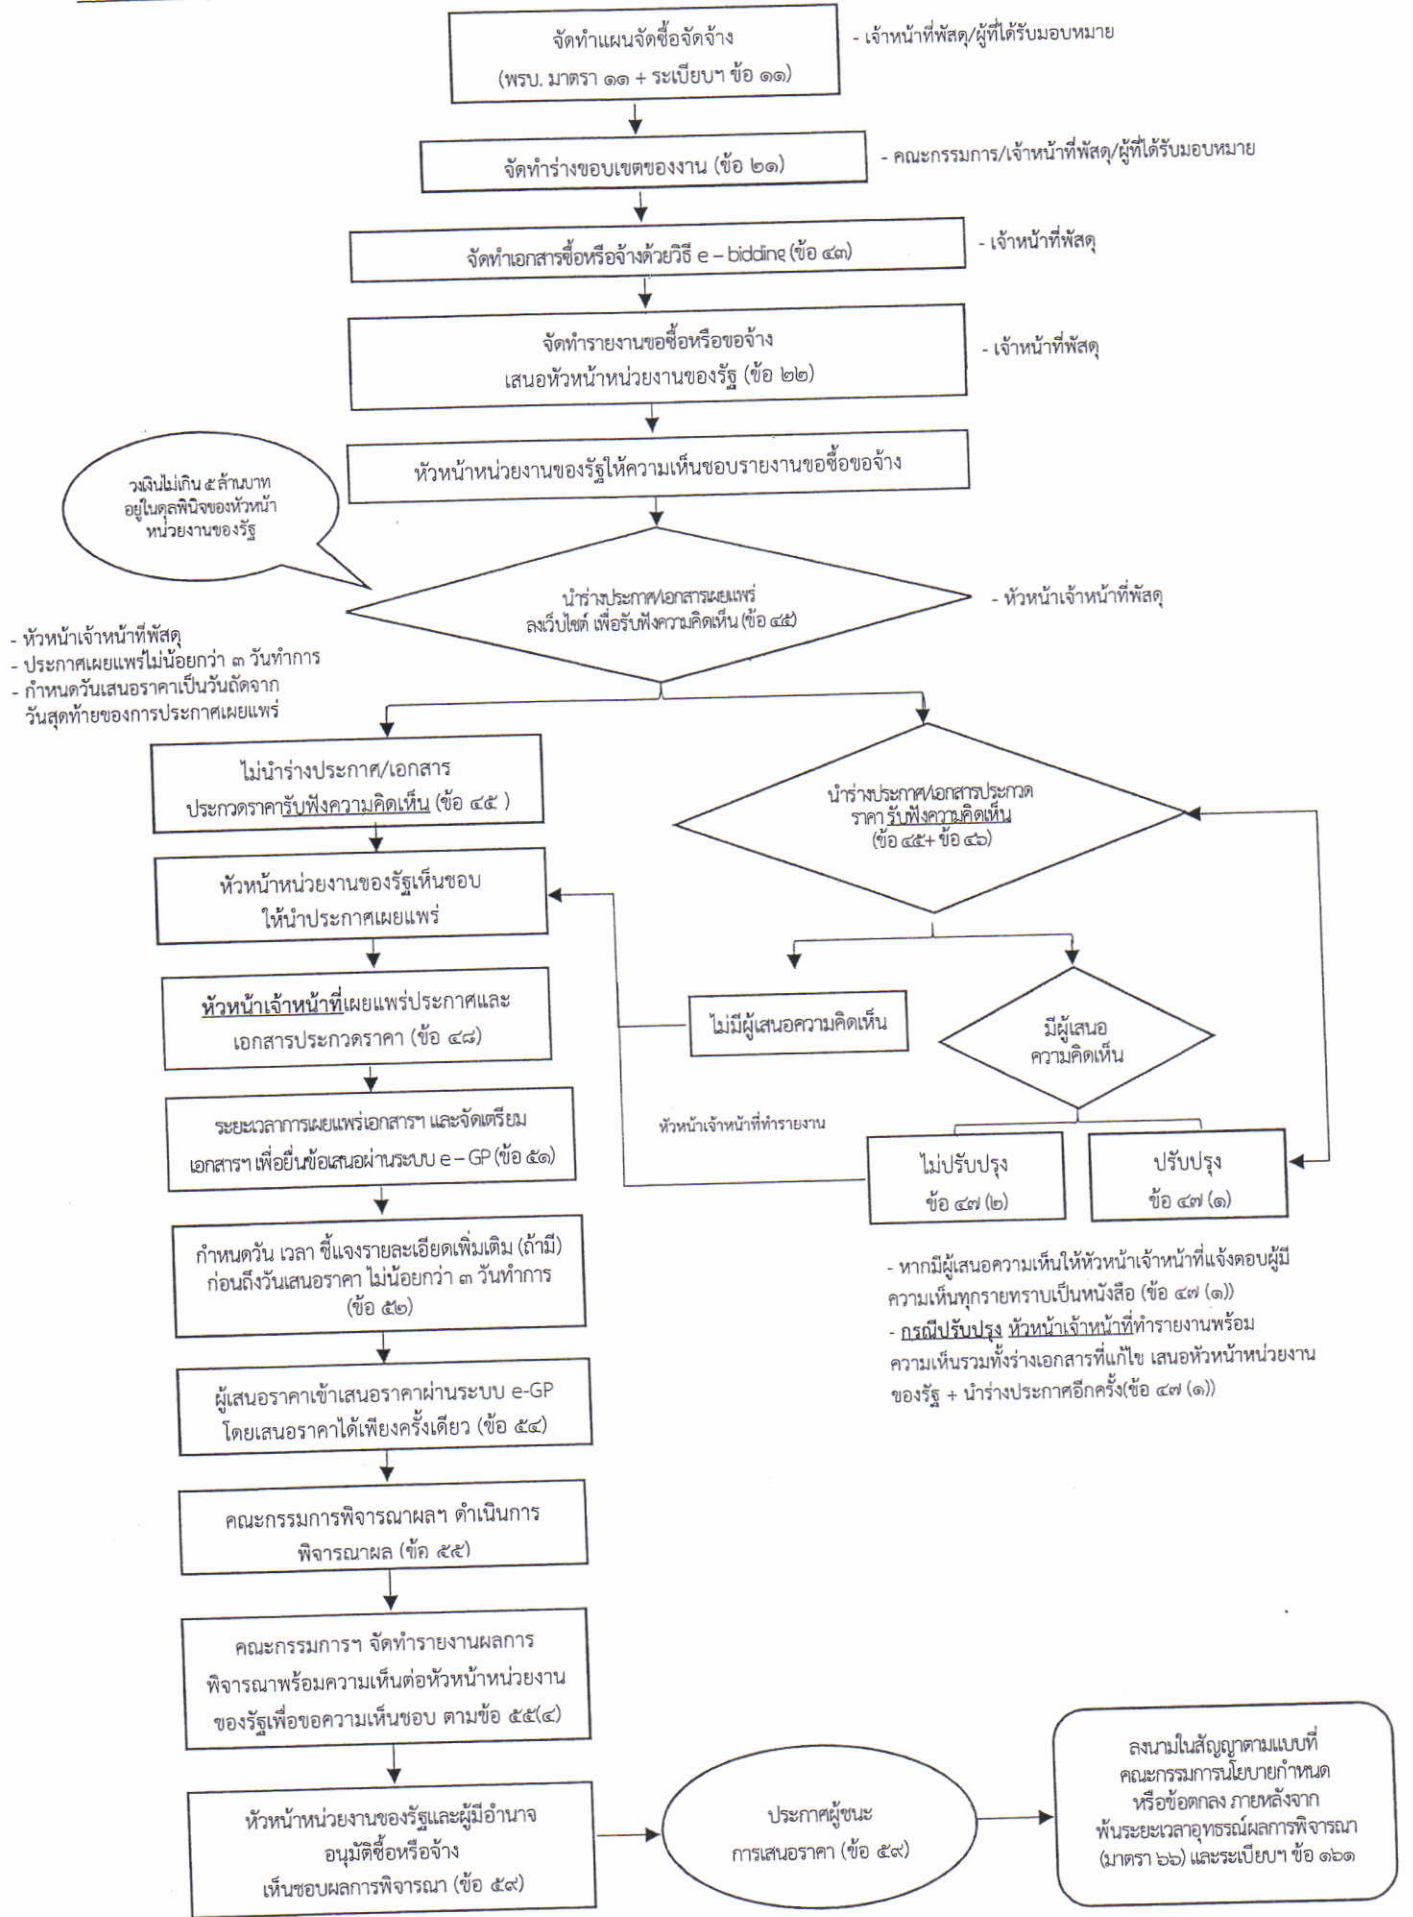 จัดทำแผนจัดซื้อจัดจ้าง
(พรบ. มาตรา ๑๑ + ระเบียบฯ ข้อ ๑๑)
- เจ้าหน้าที่พัสดุ/ผู้ที่ได้รับมอบหมาย
จัดทำร่างขอบเขตของงาน (ข้อ ๒๑)
- คณะกรรมการ/เจ้าหน้าที่พัสดุ/ผู้ที่ได้รับมอบหมาย
จัดทำเอกสารซื้อหรือจ้างด้วยวิธี e – bidding (ข้อ ๔๓)
- เจ้าหน้าที่พัสดุ
จัดทำรายงานขอซื้อหรือขอจ้าง
เสนอหัวหน้าหน่วยงานของรัฐ (ข้อ ๒๒)
- เจ้าหน้าที่พัสดุ
หัวหน้าหน่วยงานของรัฐให้ความเห็นชอบรายงานขอซื้อขอจ้าง
วงเงินไม่เกิน ๕ ล้านบาท
อยู่ในดุลพินิจของหัวหน้า
หน่วยงานของรัฐ
นำร่างประกาศ/เอกสารเผยแพร่
ลงเว็บไซต์ เพื่อรับฟังความคิดเห็น (ข้อ ๔๕)
- หัวหน้าเจ้าหน้าที่พัสดุ
- หัวหน้าเจ้าหน้าที่พัสดุ
- ประกาศเผยแพร่ไม่น้อยกว่า ๓ วันทำการ
- กำหนดวันเสนอราคาเป็นวันถัดจาก
วันสุดท้ายของการประกาศเผยแพร่
ไม่นำร่างประกาศ/เอกสาร
ประกวดราคารับฟังความคิดเห็น (ข้อ ๔๕ )
นำร่างประกาศ/เอกสารประกวด
ราคา รับฟังความคิดเห็น
(ข้อ ๔๕+ ข้อ ๔๖)
หัวหน้าหน่วยงานของรัฐเห็นชอบ
ให้นำประกาศเผยแพร่
หัวหน้าเจ้าหน้าที่เผยแพร่ประกาศและ
เอกสารประกวดราคา (ข้อ ๔๘)
ไม่มีผู้เสนอความคิดเห็น
มีผู้เสนอ
ความคิดเห็น
ระยะเวลาการเผยแพร่เอกสารฯ และจัดเตรียม
เอกสารฯ เพื่อยื่นข้อเสนอผ่านระบบ e – GP (ข้อ ๕๑)
หัวหน้าเจ้าหน้าที่ทำรายงาน
ไม่ปรับปรุง
ข้อ ๔๗ (๒)
ปรับปรุง
ข้อ ๔๗ (๑)
กำหนดวัน เวลา ชี้แจงรายละเอียดเพิ่มเติม (ถ้ามี)
ก่อนถึงวันเสนอราคา ไม่น้อยกว่า ๓ วันทำการ
(ข้อ ๕๒)
- หากมีผู้เสนอความเห็นให้หัวหน้าเจ้าหน้าที่แจ้งตอบผู้มี
ความเห็นทุกรายทราบเป็นหนังสือ (ข้อ ๔๗ (๑))
- กรณีปรับปรุง หัวหน้าเจ้าหน้าที่ทำรายงานพร้อม
ความเห็นรวมทั้งร่างเอกสารที่แก้ไข เสนอหัวหน้าหน่วยงาน
ของรัฐ + นำร่างประกาศอีกครั้ง(ข้อ ๔๗ (๑))
ผู้เสนอราคาเข้าเสนอราคาผ่านระบบ e-GP
โดยเสนอราคาได้เพียงครั้งเดียว (ข้อ ๕๔)
คณะกรรมการพิจารณาผลฯ ดำเนินการ
พิจารณาผล (ข้อ ๕๕)
คณะกรรมการฯ จัดทำรายงานผลการ
พิจารณาพร้อมความเห็นต่อหัวหน้าหน่วยงาน
ของรัฐเพื่อขอความเห็นชอบ ตามข้อ ๕๕(๔)
หัวหน้าหน่วยงานของรัฐและผู้มีอำนาจ
อนุมัติซื้อหรือจ้าง
เห็นชอบผลการพิจารณา (ข้อ ๕๙)
ประกาศผู้ชนะ
การเสนอราคา (ข้อ ๕๙)
ลงนามในสัญญาตามแบบที่
คณะกรรมการนโยบายกำหนด
หรือข้อตกลง ภายหลังจาก
พ้นระยะเวลาอุทธรณ์ผลการพิจารณา
(มาตรา ๖๖) และระเบียบฯ ข้อ ๑๖๑